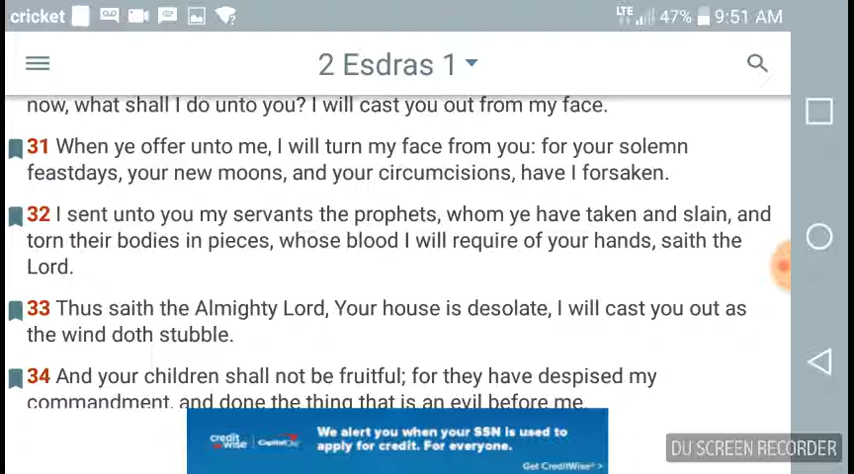 cricket LTE 47% 9:51 AM
2 Esdras 1
now, what shall I do unto you? I will cast you out from my face.
31 When ye offer unto me, I will turn my face from you: for your solemn
feastdays, your new moons, and your circumcisions, have I forsaken.
32 I sent unto you my servants the prophets, whom ye have taken and slain, and
torn their bodies in pieces, whose blood I will require of your hands, saith the
Lord.
33 Thus saith the Almighty Lord, Your house is desolate, I will cast you out as
the wind doth stubble.
34 And your children shall not be fruitful; for they have despised my
commandment, and done the thing that is an evil before me.
credit wise Capital One
We alert you when your SSN is used to
apply for credit. For everyone.
Get CreditWise >
DU SCREEN RECORDER